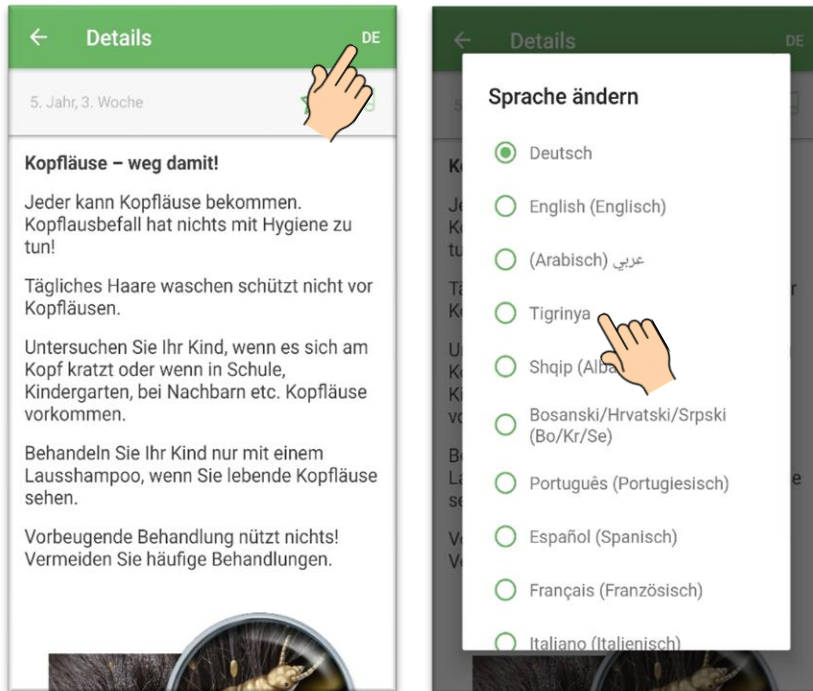 Details
DE
5. Jahr, 3. Woche
Kopfläuse – weg damit!
Jeder kann Kopfläuse bekommen.
Kopflausbefall hat nichts mit Hygiene zu
tun!
Tägliches Haare waschen schützt nicht vor
Kopfläusen.
Untersuchen Sie Ihr Kind, wenn es sich am
Kopf kratzt oder wenn in Schule,
Kindergarten, bei Nachbarn etc. Kopfläuse
vorkommen.
Behandeln Sie Ihr Kind nur mit einem
Lausshampoo, wenn Sie lebende Kopfläuse
sehen.
Vorbeugende Behandlung nützt nichts!
Vermeiden Sie häufige Behandlungen.
Details
DE
Sprache ändern
Deutsch
English (Englisch)
عربي (Arabisch)
Tigrinya
Shqip
Bosanski/Hrvatski/Srpski
(Bo/Kr/Se)
Português (Portugiesisch)
Español (Spanisch)
Français (Französisch)
Italiano (Italienisch)